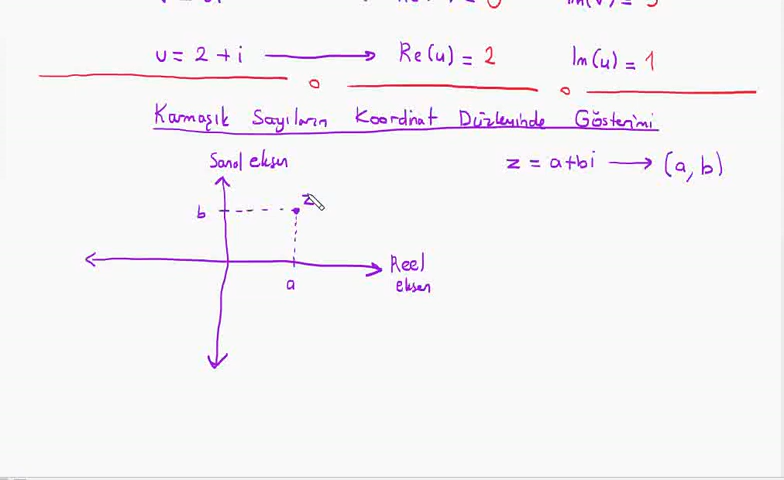 u = 2 + i → Re(u) = 2 Im(u) = 1
Karmaşık Sayıların Koordinat Düzleminde Gösterimi
Sanal eksen
z = a+bi → (a, b)
b
z
Reel
eksen
a